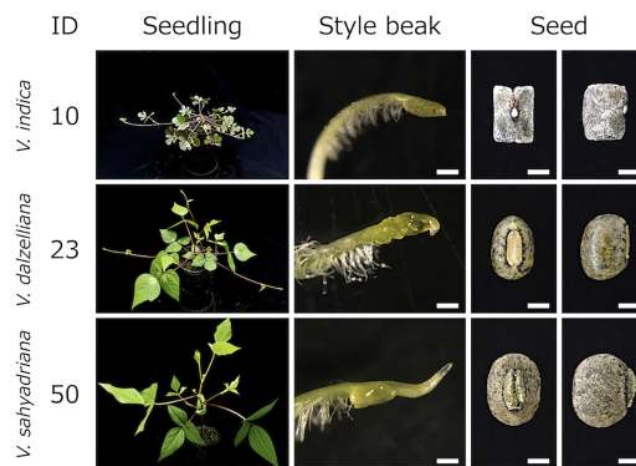 ID Seedling Style beak Seed
V. indica 10
V. dalzelliana 23
V. sahyadriana 50